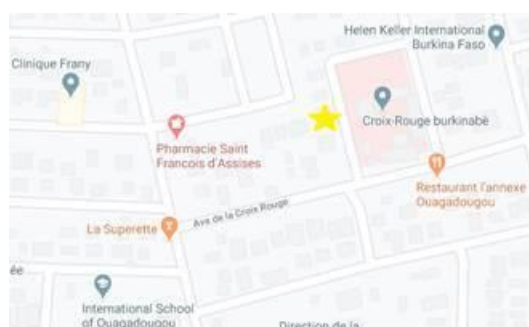 Helen Keller International
Burkina Faso
Clinique Frany
Croix-Rouge burkinabè
Pharmacie Saint
Francois d'Assises
Restaurant l'annexe
Ouagadougou
Ave de la Croix Rouge
La Superette
ée
International School
of Ouagadougou
Direction de la